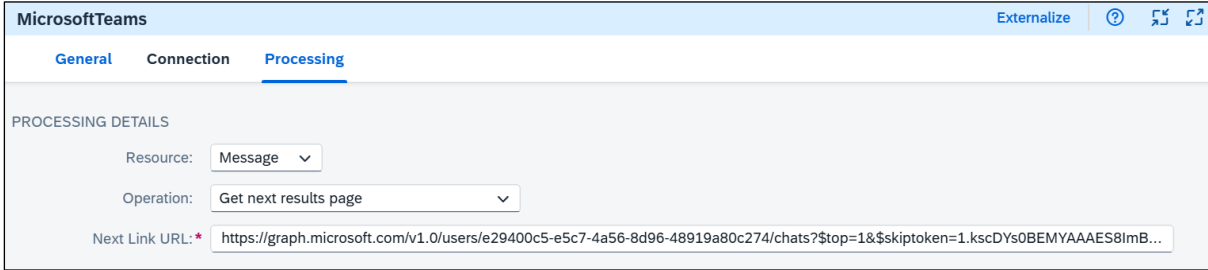 MicrosoftTeams
Externalize
General Connection Processing
PROCESSING DETAILS
Resource: Message
Operation: Get next results page
Next Link URL:* https://graph.microsoft.com/v1.0/users/e29400c5-e5c7-4a56-8d96-48919a80c274/chats?$top=1&$skiptoken=1.kscDYs0BEMYAAAES8ImB...